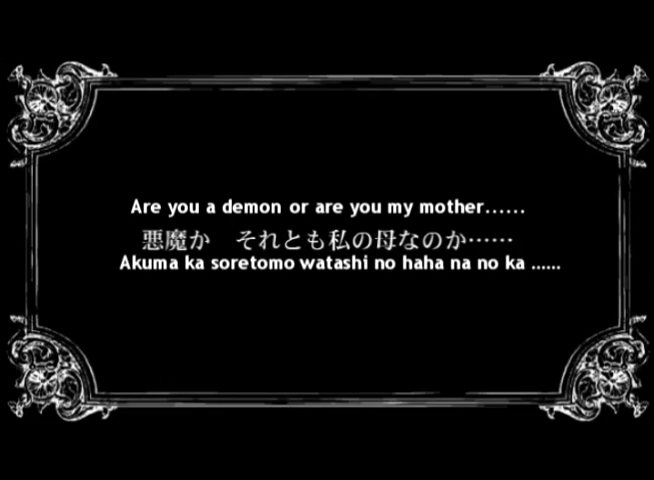 Are you a demon or are you my mother......
悪魔か　それとも私の母なのか……
Akuma ka soretomo watashi no haha na no ka ......